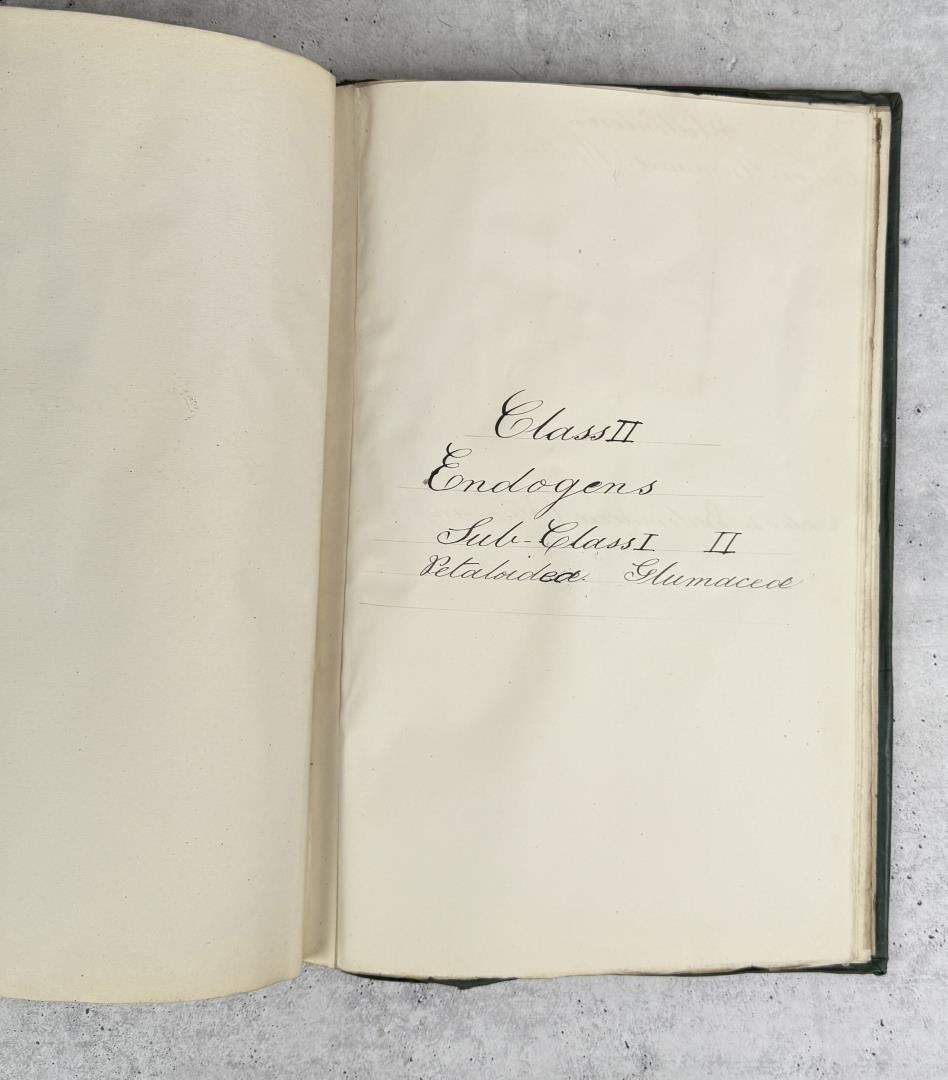 Class II
Endogens
Sub-Class I II
Petaloideæ. Glumaceæ